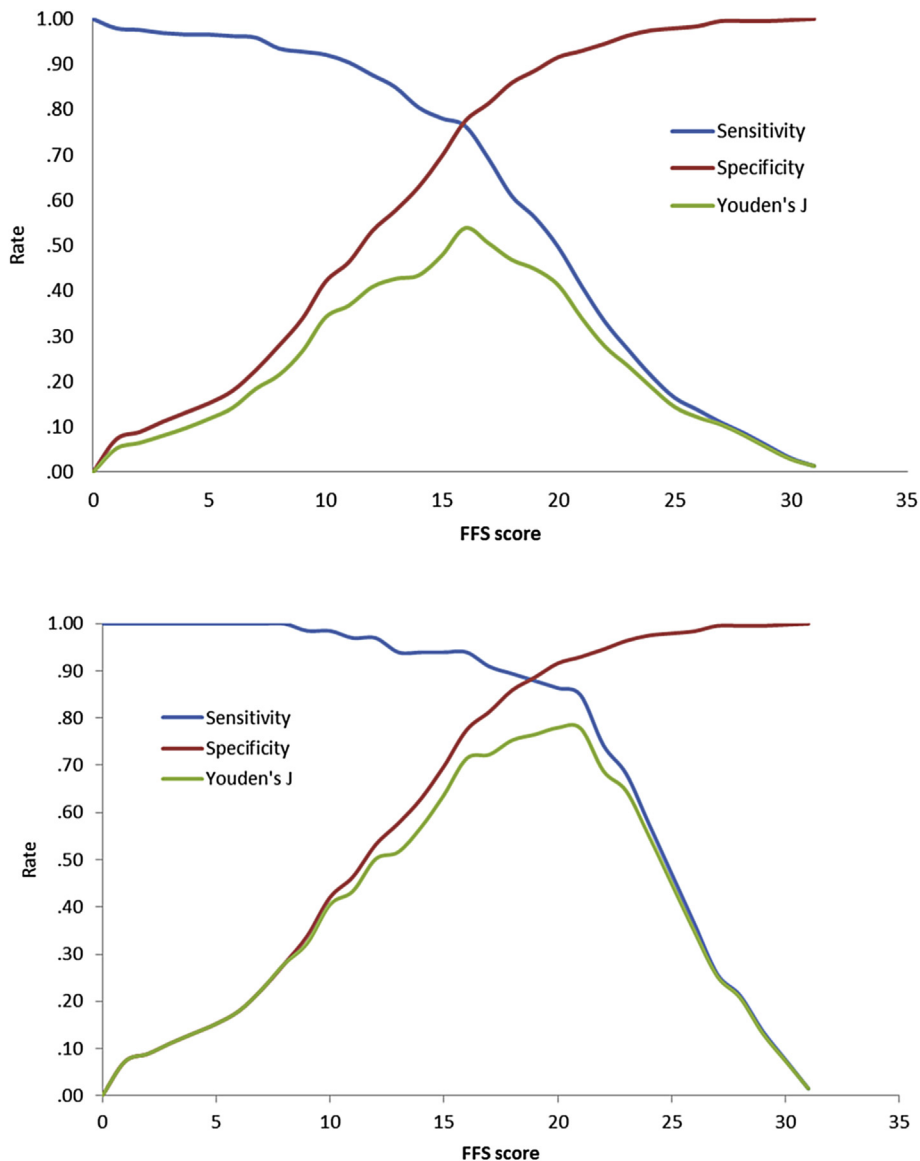 1.00
.90
.80
.70
.60
.50
.40
.30
.20
.10
.00
Rate
Sensitivity
Specificity
Youden's J
0 5 10 15 20 25 30 35
FFS score
1.00
.90
.80
.70
.60
.50
.40
.30
.20
.10
.00
Rate
Sensitivity
Specificity
Youden's J
0 5 10 15 20 25 30 35
FFS score